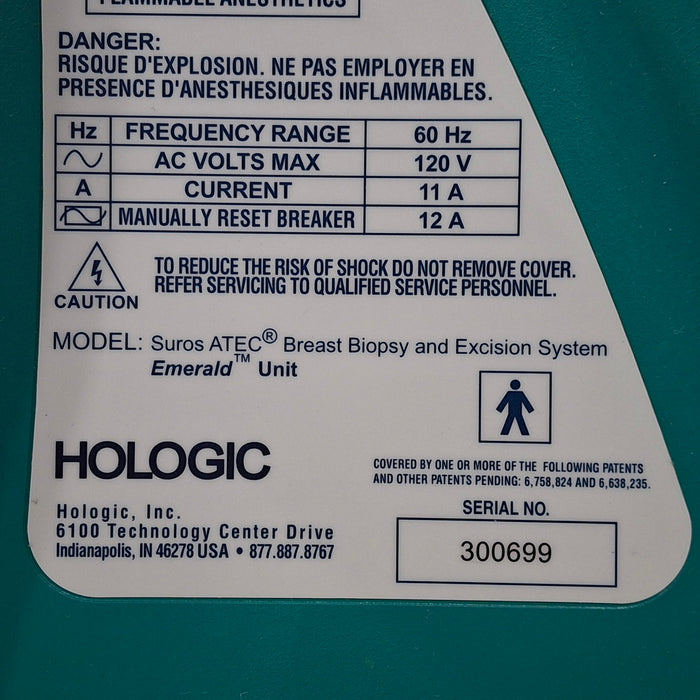 FLAMMABLE ANESTHETICS
DANGER:
RISQUE D'EXPLOSION. NE PAS EMPLOYER EN
PRESENCE D'ANESTHESIQUES INFLAMMABLES.
Hz FREQUENCY RANGE 60 Hz
AC VOLTS MAX 120 V
A CURRENT 11 A
MANUALLY RESET BREAKER 12 A
TO REDUCE THE RISK OF SHOCK DO NOT REMOVE COVER.
REFER SERVICING TO QUALIFIED SERVICE PERSONNEL.
CAUTION
MODEL: Suros ATEC® Breast Biopsy and Excision System
Emerald™ Unit
HOLOGIC
COVERED BY ONE OR MORE OF THE FOLLOWING PATENTS
AND OTHER PATENTS PENDING: 6,758,824 AND 6,638,235.
Hologic, Inc.
6100 Technology Center Drive
Indianapolis, IN 46278 USA • 877.887.8767
SERIAL NO.
300699